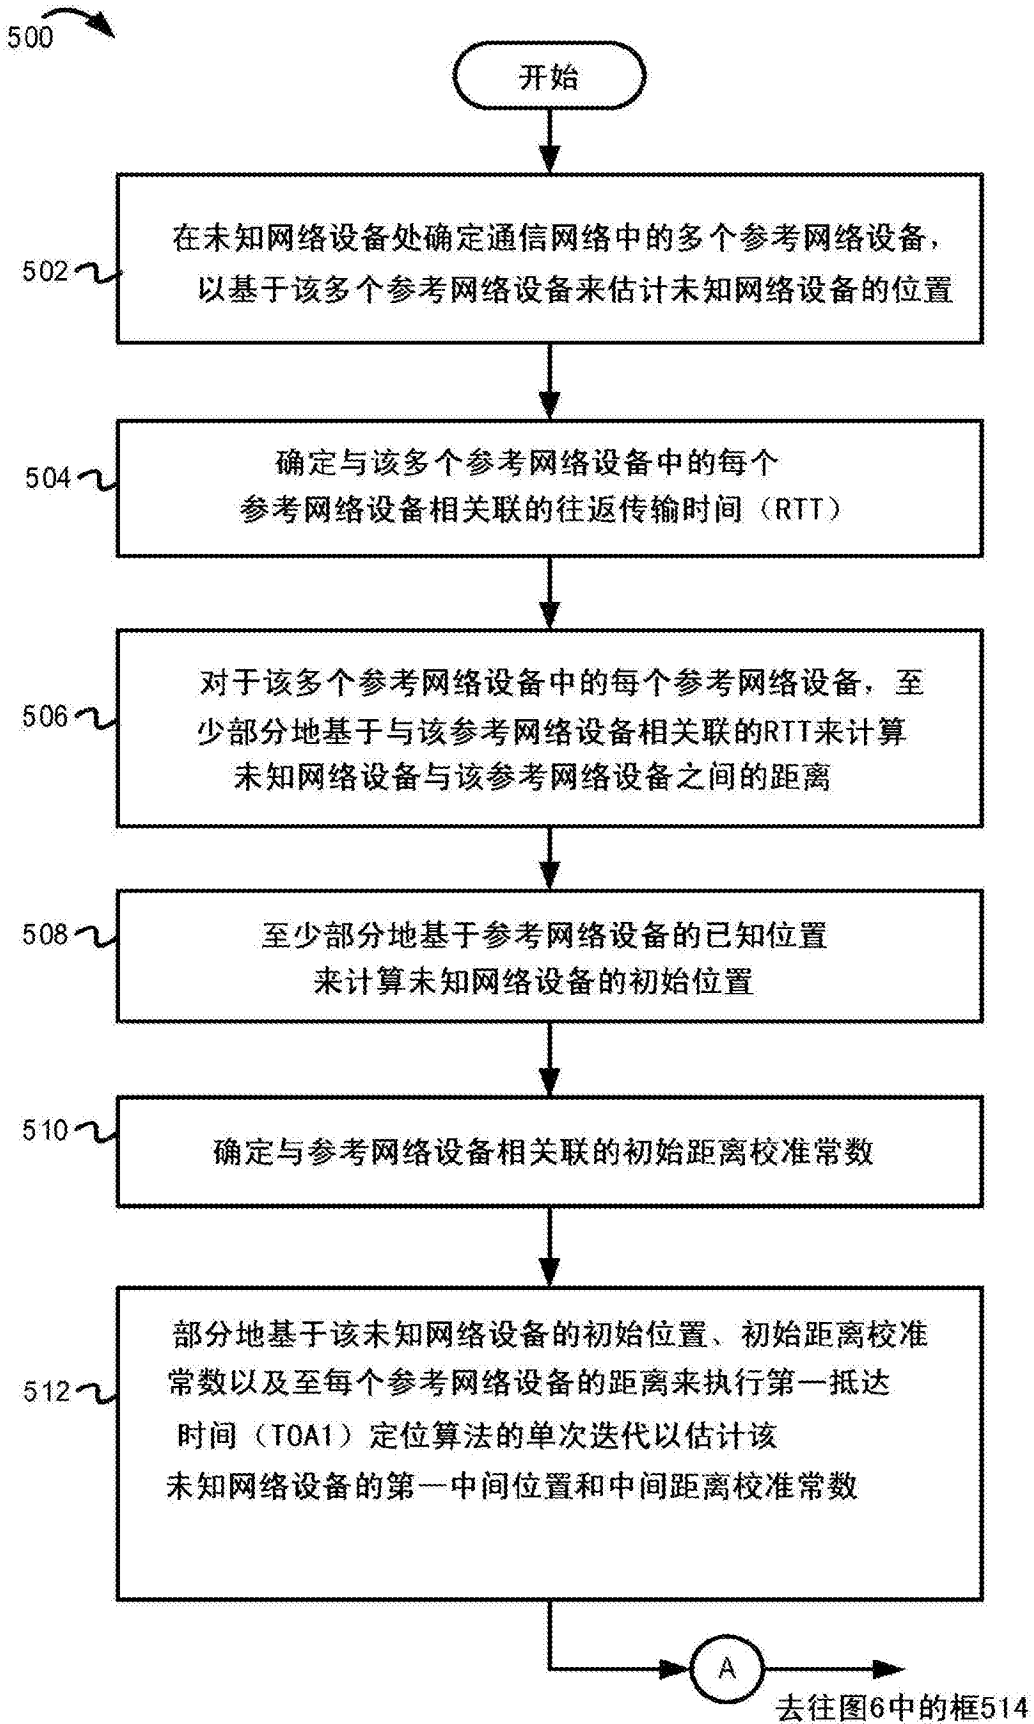 500
开始
502
在未知网络设备处确定通信网络中的多个参考网络设备，
以基于该多个参考网络设备来估计未知网络设备的位置
504
确定与该多个参考网络设备中的每个
参考网络设备相关联的往返传输时间（RTT）
506
对于该多个参考网络设备中的每个参考网络设备，至
少部分地基于与该参考网络设备相关联的RTT来计算
未知网络设备与该参考网络设备之间的距离
508
至少部分地基于参考网络设备的已知位置
来计算未知网络设备的初始位置
510
确定与参考网络设备相关联的初始距离校准常数
512
部分地基于该未知网络设备的初始位置、初始距离校准
常数以及至每个参考网络设备的距离来执行第一抵达
时间（TOA1）定位算法的单次迭代以估计该
未知网络设备的第一中间位置和中间距离校准常数
A
去往图6中的框514